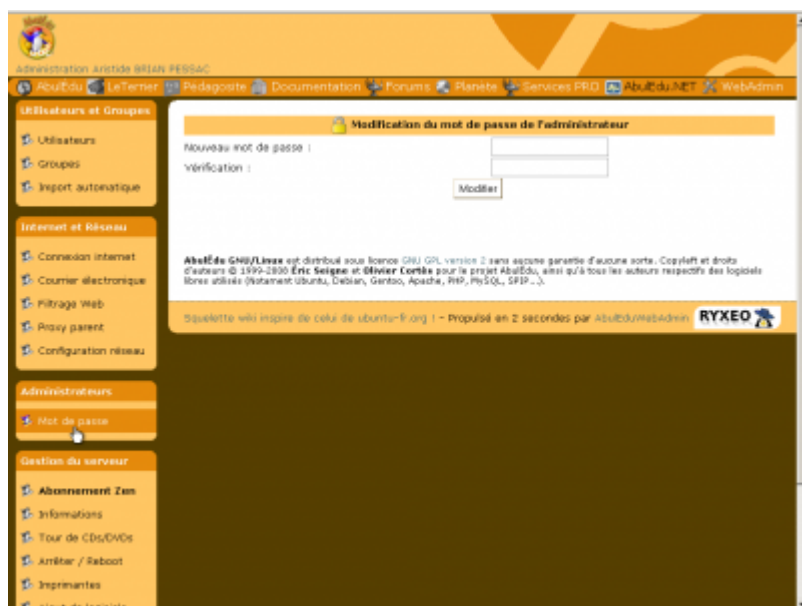 AbulÉdu
Administration Aristide BRIAN PESSAC
AbulEdu LeTerrier Pedagosite Documentation Forums Planete Services PRO AbulEdu.NET WebAdmin
Utilisateurs et Groupes
Utilisateurs
Groupes
Import automatique
Internet et Réseau
Connexion internet
Courrier électronique
Filtrage Web
Proxy parent
Configuration réseau
Administrateurs
Mot de passe
Gestion du serveur
Abonnement Zen
Informations
Tour de CDs/DVDs
Arrêter / Reboot
Imprimantes
Modification du mot de passe de l'administrateur
Nouveau mot de passe :
Vérification :
Modifier
AbulÉdu GNU/Linux est distribué sous licence GNU GPL version 2 sans aucune garantie d'aucune sorte. Copyleft et droits
d'auteurs © 1999-2008 Éric Seigne et Olivier Cortès pour le projet AbulÉdu, ainsi qu'à tous les auteurs respectifs des logiciels
libres utilisés (Notament Ubuntu, Debian, Gentoo, Apache, PHP, MySQL, SPIP ...).
Squelette wiki inspire de celui de ubuntu-fr.org ! - Propulsé en 2 secondes par AbulEduWebAdmin RYXEO